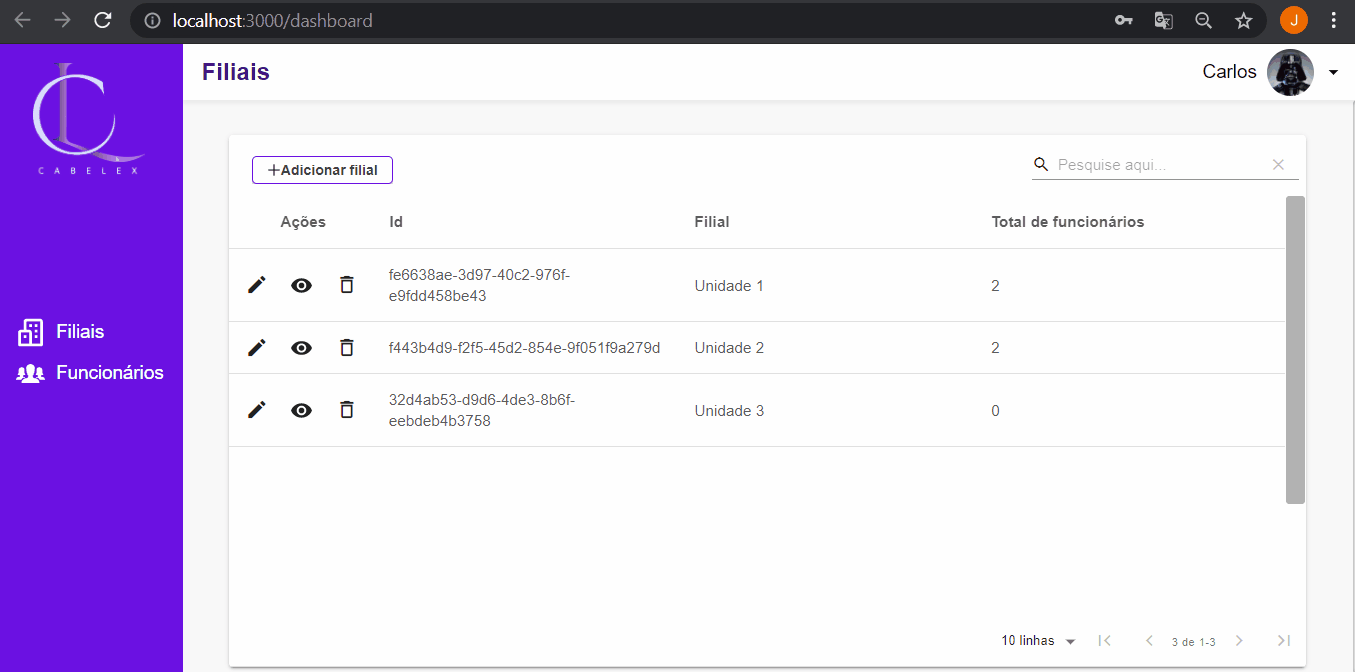 localhost:3000/dashboard
J
CABELEX
Filiais
Carlos
Adicionar filial
Pesquise aqui...
Ações Id Filial Total de funcionários
fe6638ae-3d97-40c2-976f-
e9fdd458be43
Unidade 1 2
f443b4d9-f2f5-45d2-854e-9f051f9a279d Unidade 2 2
32d4ab53-d9d6-4de3-8b6f-
eebdeb4b3758
Unidade 3 0
Filiais
Funcionários
10 linhas 3 de 1-3